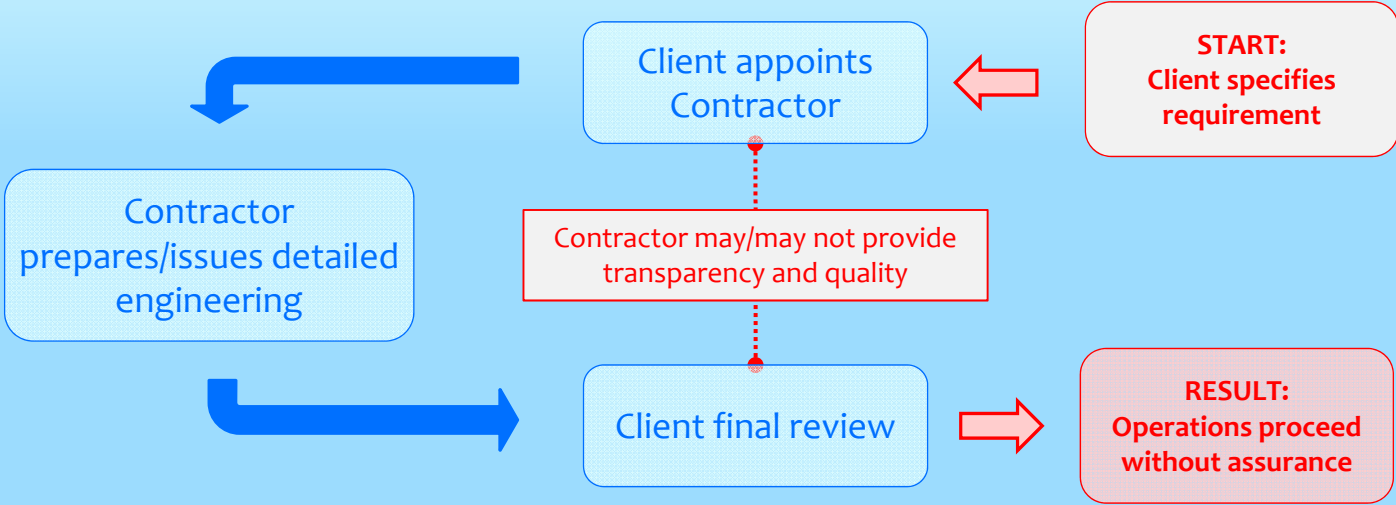 START:
Client specifies
requirement
Client appoints
Contractor
Contractor
prepares/issues detailed
engineering
Contractor may/may not provide
transparency and quality
Client final review
RESULT:
Operations proceed
without assurance